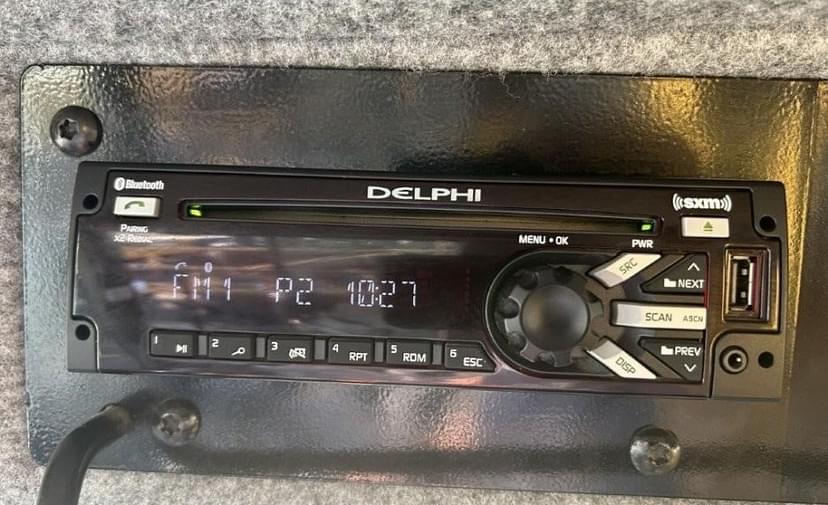 Bluetooth
DELPHI
((sxm))
PAIRING
x2 REDIAL
MENU • OK
PWR
SRC
NEXT
FM1 P2 10:27
SCAN ASCN
1
2
3
4 RPT
5 RDM
6 ESC
DISP
PREV